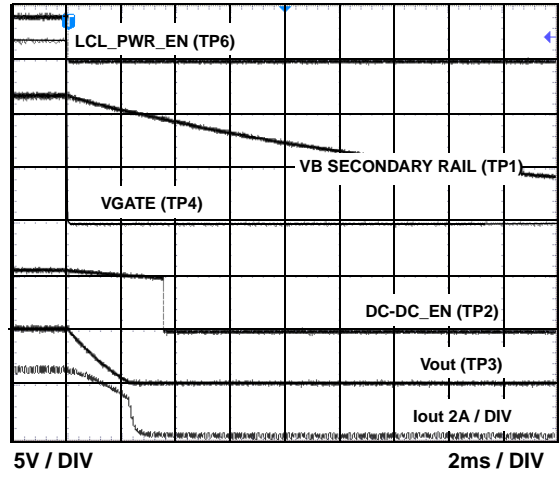 LCL_PWR_EN (TP6)
VB SECONDARY RAIL (TP1)
VGATE (TP4)
DC-DC_EN (TP2)
Vout (TP3)
Iout 2A / DIV
5V / DIV
2ms / DIV